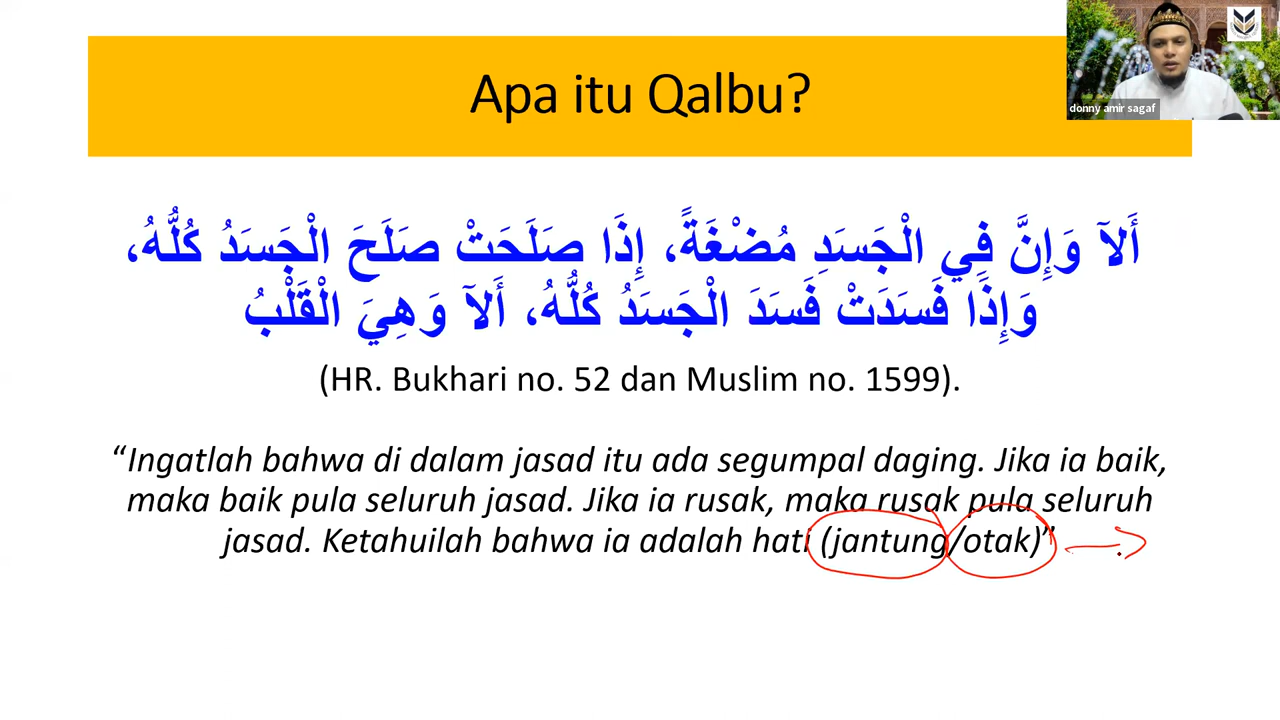 donny amir sagaf
Apa itu Qalbu?
أَلَآ وَإِنَّ فِي الْجَسَدِ مُضْغَةً، إِذَا صَلَحَتْ صَلَحَ الْجَسَدُ كُلُّهُ،
وَإِذَا فَسَدَتْ فَسَدَ الْجَسَدُ كُلُّهُ، أَلَآ وَهِيَ الْقَلْبُ
(HR. Bukhari no. 52 dan Muslim no. 1599).
“Ingatlah bahwa di dalam jasad itu ada segumpal daging. Jika ia baik,
maka baik pula seluruh jasad. Jika ia rusak, maka rusak pula seluruh
jasad. Ketahuilah bahwa ia adalah hati (jantung/otak)”